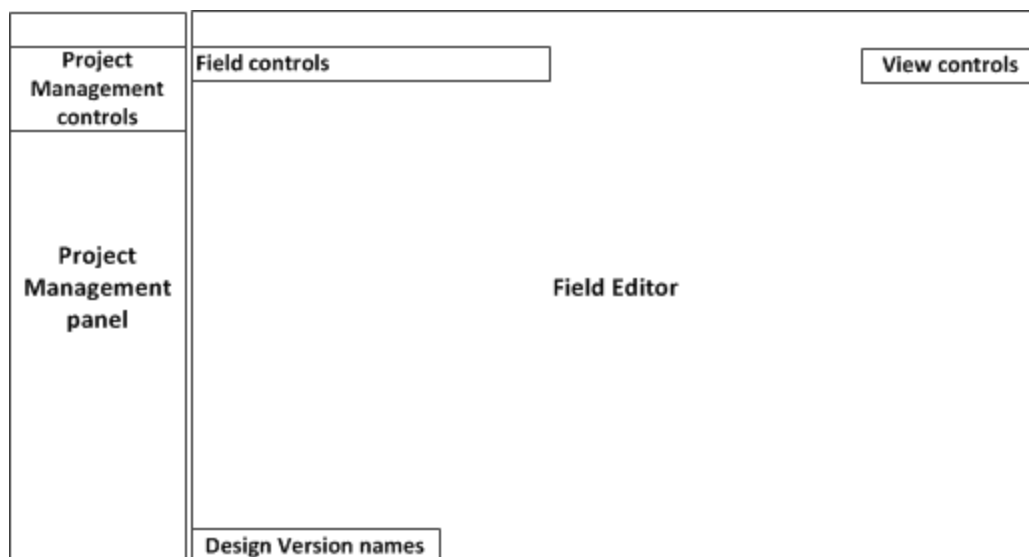 Project
Management
controls
Field controls
View controls
Project
Management
panel
Field Editor
Design Version names